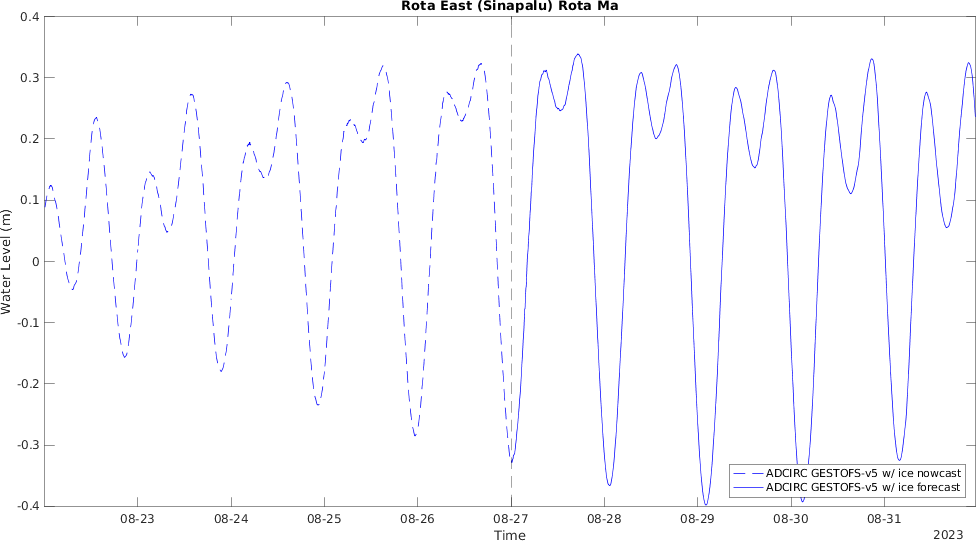 Rota East (Sinapalu) Rota Ma
0.4
0.3
0.2
0.1
0
-0.1
-0.2
-0.3
-0.4
Water Level (m)
08-23 08-24 08-25 08-26 08-27 08-28 08-29 08-30 08-31
Time
2023
ADCIRC GESTOFS-v5 w/ ice nowcast
ADCIRC GESTOFS-v5 w/ ice forecast